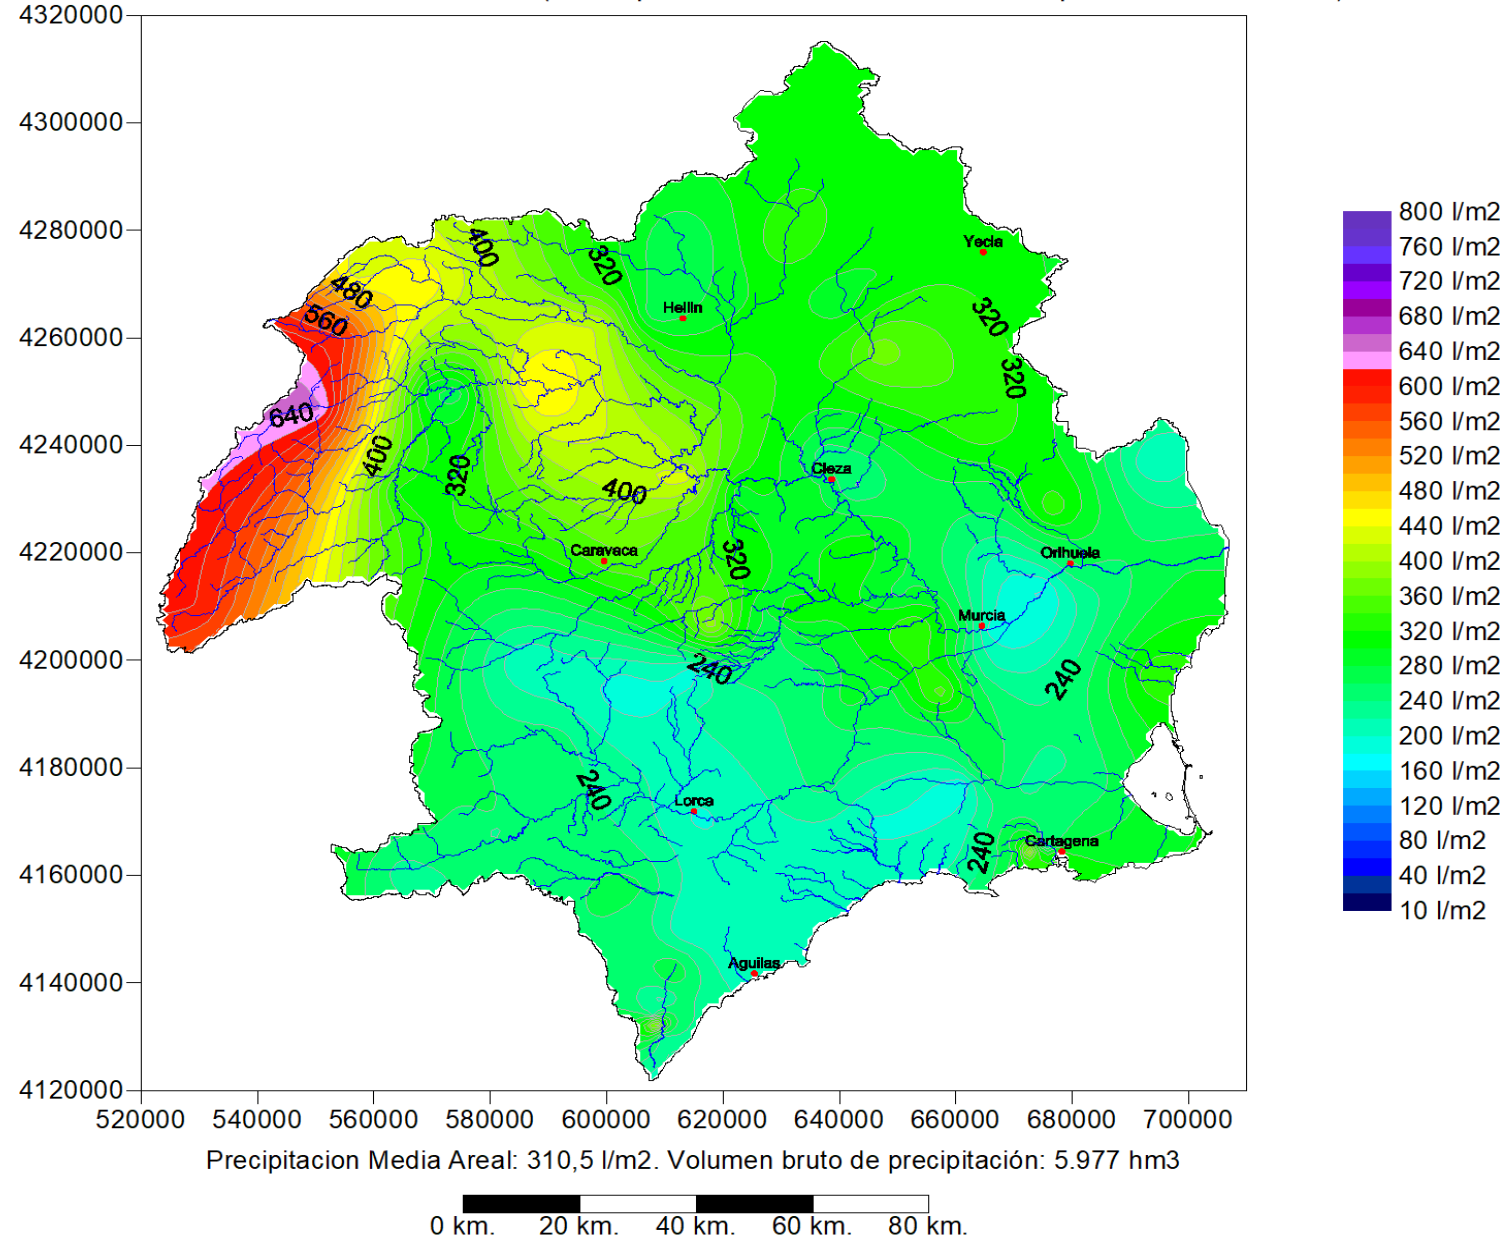 4320000
4300000
4280000
4260000
4240000
4220000
4200000
4180000
4160000
4140000
4120000
520000 540000 560000 580000 600000 620000 640000 660000 680000 700000
400
320
480
560
640
400
320
400
320
320
320
240
240
240
240
Yecla
Hellin
Cieza
Caravaca
Orihuela
Murcia
Lorca
Cartagena
Aguilas
800 l/m2
760 l/m2
720 l/m2
680 l/m2
640 l/m2
600 l/m2
560 l/m2
520 l/m2
480 l/m2
440 l/m2
400 l/m2
360 l/m2
320 l/m2
280 l/m2
240 l/m2
200 l/m2
160 l/m2
120 l/m2
80 l/m2
40 l/m2
10 l/m2
Precipitacion Media Areal: 310,5 l/m2. Volumen bruto de precipitación: 5.977 hm3
0 km. 20 km. 40 km. 60 km. 80 km.